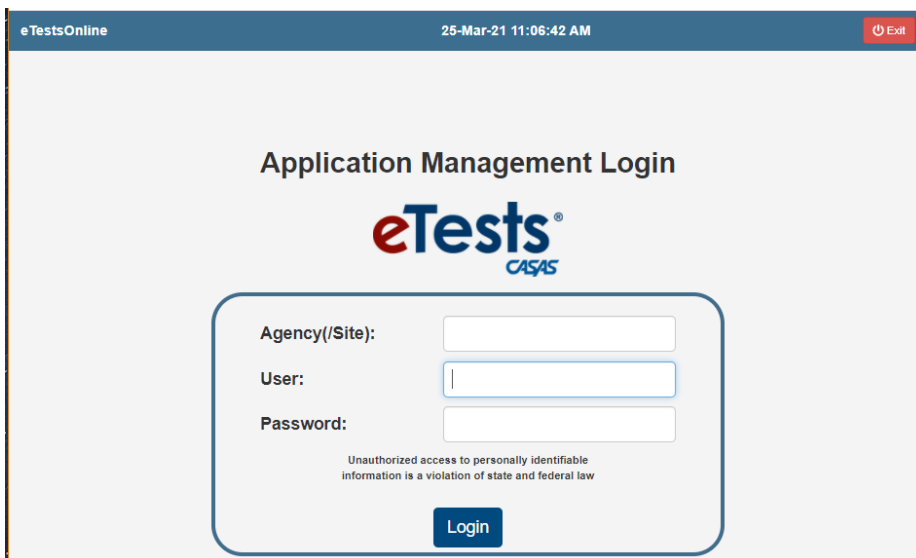 eTestsOnline 25-Mar-21 11:06:42 AM Exit
Application Management Login
eTests®
CASAS
Agency(/Site):
User:
Password:
Unauthorized access to personally identifiable
information is a violation of state and federal law
Login